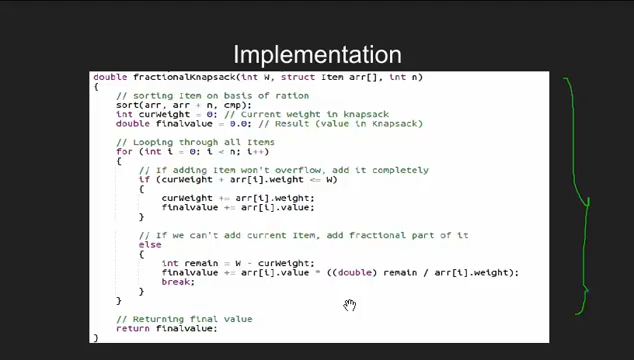 Implementation
double fractionalKnapsack(int W, struct Item arr[], int n)
{
// sorting Item on basis of ration
sort(arr, arr + n, cmp);
int curWeight = 0; // Current weight in knapsack
double finalvalue = 0.0; // Result (value in Knapsack)
// Looping through all Items
for (int i = 0; i < n; i++)
{
// If adding Item won't overflow, add it completely
if (curWeight + arr[i].weight <= W)
{
curWeight += arr[i].weight;
finalvalue += arr[i].value;
}
// If we can't add current Item, add fractional part of it
else
{
int remain = W - curWeight;
finalvalue += arr[i].value * ((double) remain / arr[i].weight);
break;
}
}
// Returning final value
return finalvalue;
}